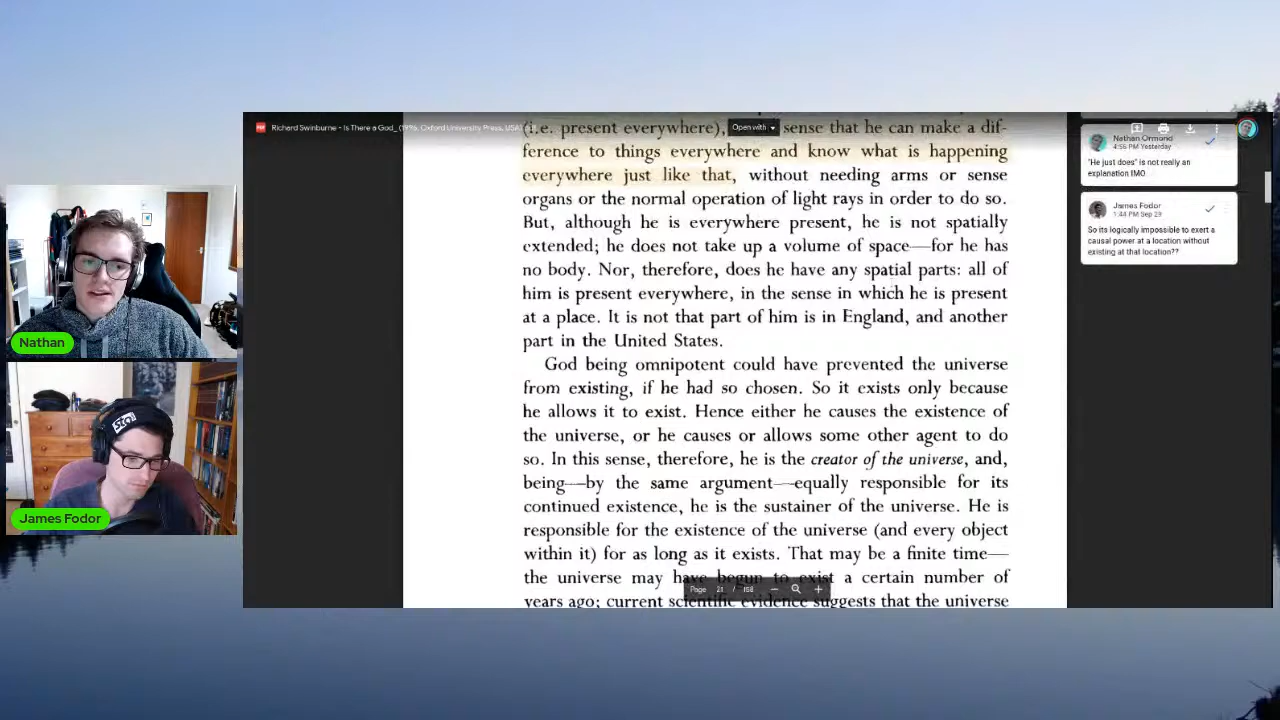 Richard Swinburne - Is There a God_ (1996, Oxford University Press, USA)
Open with
(i.e. present everywhere), sense that he can make a dif-
ference to things everywhere and know what is happening
everywhere just like that, without needing arms or sense
organs or the normal operation of light rays in order to do so.
But, although he is everywhere present, he is not spatially
extended; he does not take up a volume of space—for he has
no body. Nor, therefore, does he have any spatial parts: all of
him is present everywhere, in the sense in which he is present
at a place. It is not that part of him is in England, and another
part in the United States.
God being omnipotent could have prevented the universe
from existing, if he had so chosen. So it exists only because
he allows it to exist. Hence either he causes the existence of
the universe, or he causes or allows some other agent to do
so. In this sense, therefore, he is the creator of the universe, and,
being—by the same argument—equally responsible for its
continued existence, he is the sustainer of the universe. He is
responsible for the existence of the universe (and every object
within it) for as long as it exists. That may be a finite time—
the universe may have begun to exist a certain number of
years ago; current scientific evidence suggests that the universe
Page 21 / 158
Nathan Ormond
4:56 PM Yesterday
"He just does" is not really an
explanation IMO
James Fodor
1:44 PM Sep 29
So its logically impossible to exert a
causal power at a location without
existing at that location??
Nathan
James Fodor